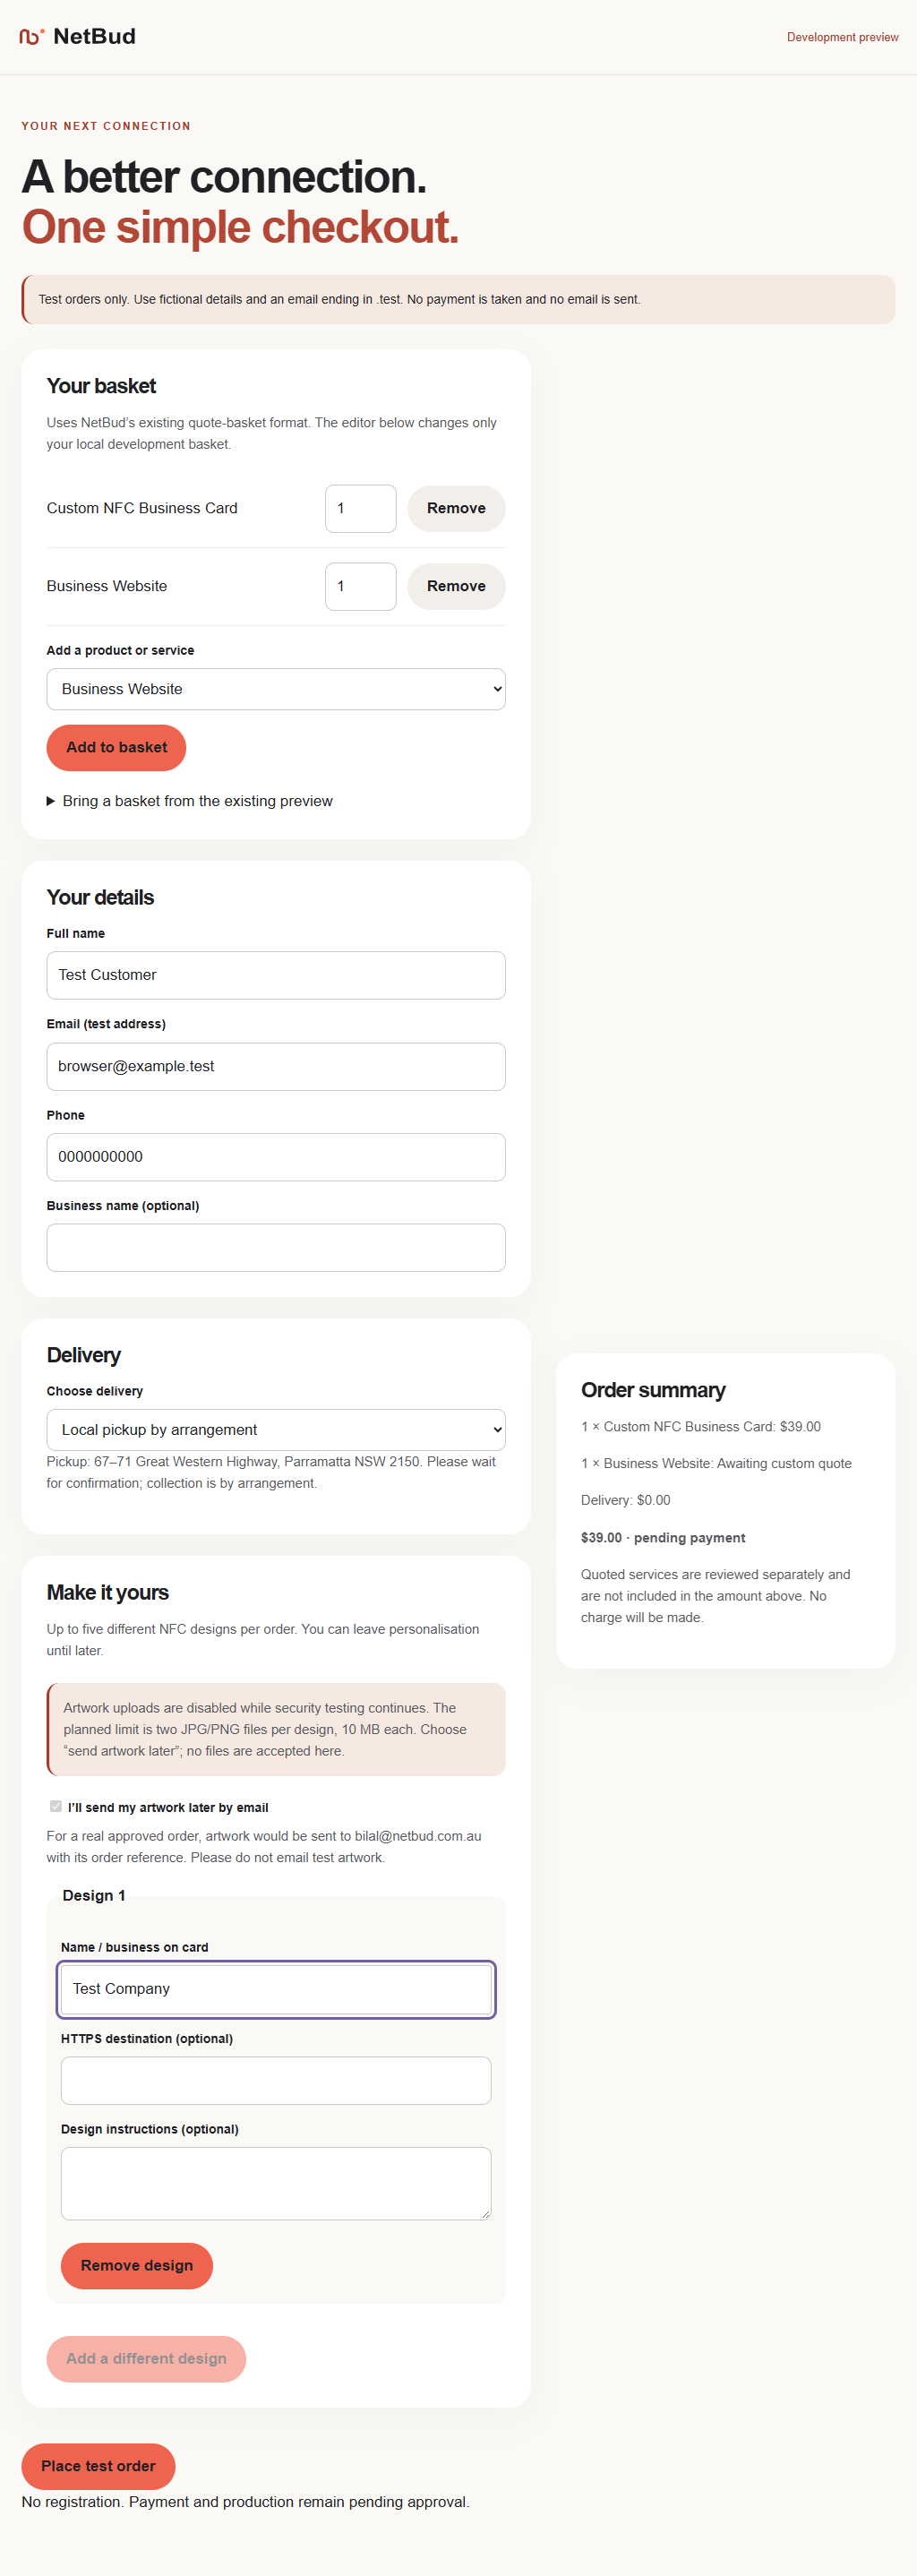 NetBud
Development preview
YOUR NEXT CONNECTION
A better connection.
One simple checkout.
Test orders only. Use fictional details and an email ending in .test. No payment is taken and no email is sent.
Your basket
Uses NetBud’s existing quote-basket format. The editor below changes only
your local development basket.
Custom NFC Business Card
1
Remove
Business Website
1
Remove
Add a product or service
Business Website
Add to basket
Bring a basket from the existing preview
Your details
Full name
Test Customer
Email (test address)
browser@example.test
Phone
0000000000
Business name (optional)
Delivery
Choose delivery
Local pickup by arrangement
Pickup: 67–71 Great Western Highway, Parramatta NSW 2150. Please wait
for confirmation; collection is by arrangement.
Order summary
1 × Custom NFC Business Card: $39.00
1 × Business Website: Awaiting custom quote
Delivery: $0.00
$39.00 · pending payment
Quoted services are reviewed separately and
are not included in the amount above. No
charge will be made.
Make it yours
Up to five different NFC designs per order. You can leave personalisation
until later.
Artwork uploads are disabled while security testing continues. The
planned limit is two JPG/PNG files per design, 10 MB each. Choose
“send artwork later”; no files are accepted here.
I’ll send my artwork later by email
For a real approved order, artwork would be sent to bilal@netbud.com.au
with its order reference. Please do not email test artwork.
Design 1
Name / business on card
Test Company
HTTPS destination (optional)
Design instructions (optional)
Remove design
Add a different design
Place test order
No registration. Payment and production remain pending approval.